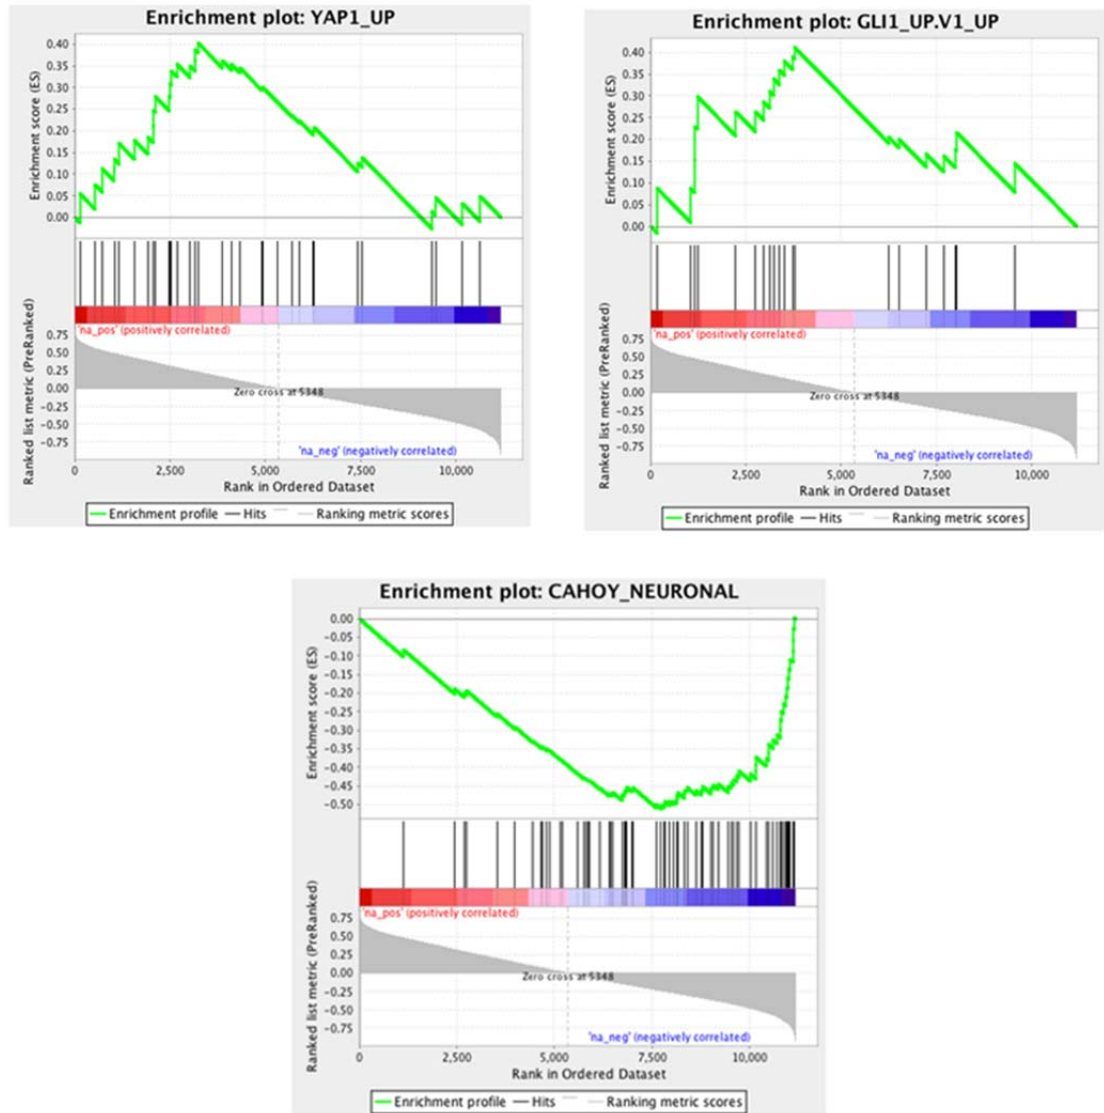 Enrichment plot: YAP1_UP
Enrichment score (ES)
0.40
0.35
0.30
0.25
0.20
0.15
0.10
0.05
0.00
Ranked list metric (PreRanked)
'na_pos' (positively correlated)
0.75
0.50
0.25
0.00
-0.25
-0.50
-0.75
Zero cross at 5348
'na_neg' (negatively correlated)
0 2,500 5,000 7,500 10,000
Rank in Ordered Dataset
Enrichment profile Hits Ranking metric scores
Enrichment plot: GLI1_UP.V1_UP
Enrichment score (ES)
0.40
0.35
0.30
0.25
0.20
0.15
0.10
0.05
0.00
Ranked list metric (PreRanked)
'na_pos' (positively correlated)
0.75
0.50
0.25
0.00
-0.25
-0.50
-0.75
Zero cross at 5348
'na_neg' (negatively correlated)
0 2,500 5,000 7,500 10,000
Rank in Ordered Dataset
Enrichment profile Hits Ranking metric scores
Enrichment plot: CAHOY_NEURONAL
Enrichment score (ES)
0.00
-0.05
-0.10
-0.15
-0.20
-0.25
-0.30
-0.35
-0.40
-0.45
-0.50
Ranked list metric (PreRanked)
'na_pos' (positively correlated)
0.75
0.50
0.25
0.00
-0.25
-0.50
-0.75
Zero cross at 5348
'na_neg' (negatively correlated)
0 2,500 5,000 7,500 10,000
Rank in Ordered Dataset
Enrichment profile Hits Ranking metric scores